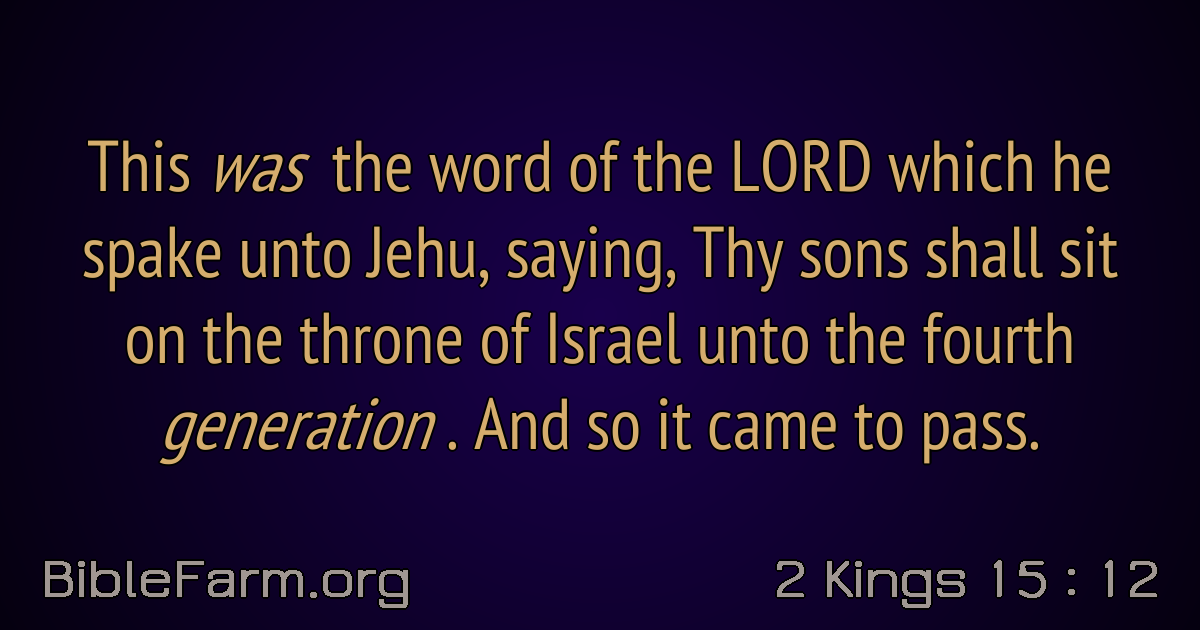 This was the word of the LORD which he
spake unto Jehu, saying, Thy sons shall sit
on the throne of Israel unto the fourth
generation . And so it came to pass.
BibleFarm.org
2 Kings 15 : 12